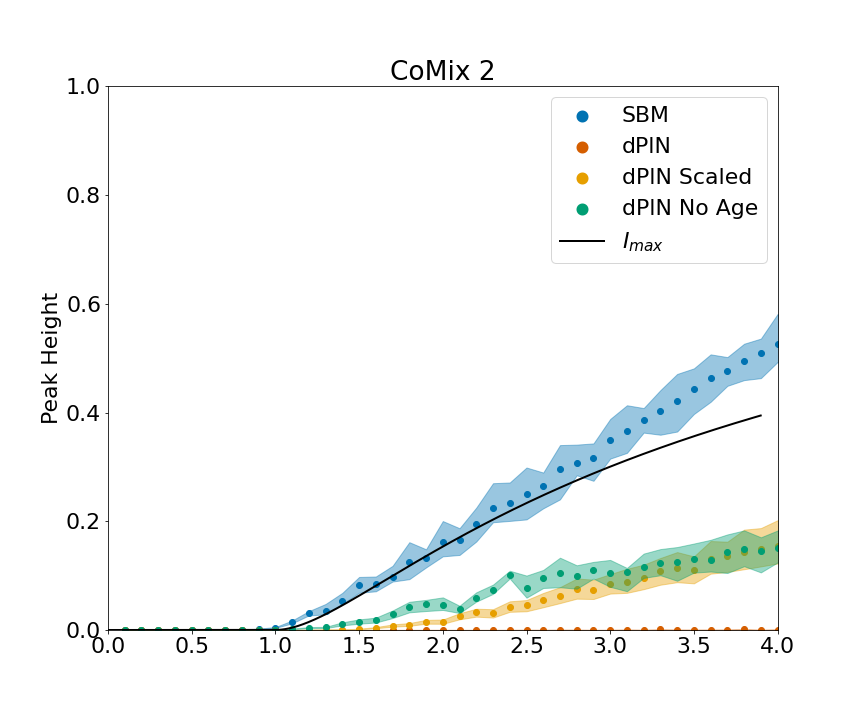 CoMix 2
1.0
0.8
0.6
0.4
0.2
0.0
Peak Height
SBM
dPIN
dPIN Scaled
dPIN No Age
I_max
0.0 0.5 1.0 1.5 2.0 2.5 3.0 3.5 4.0